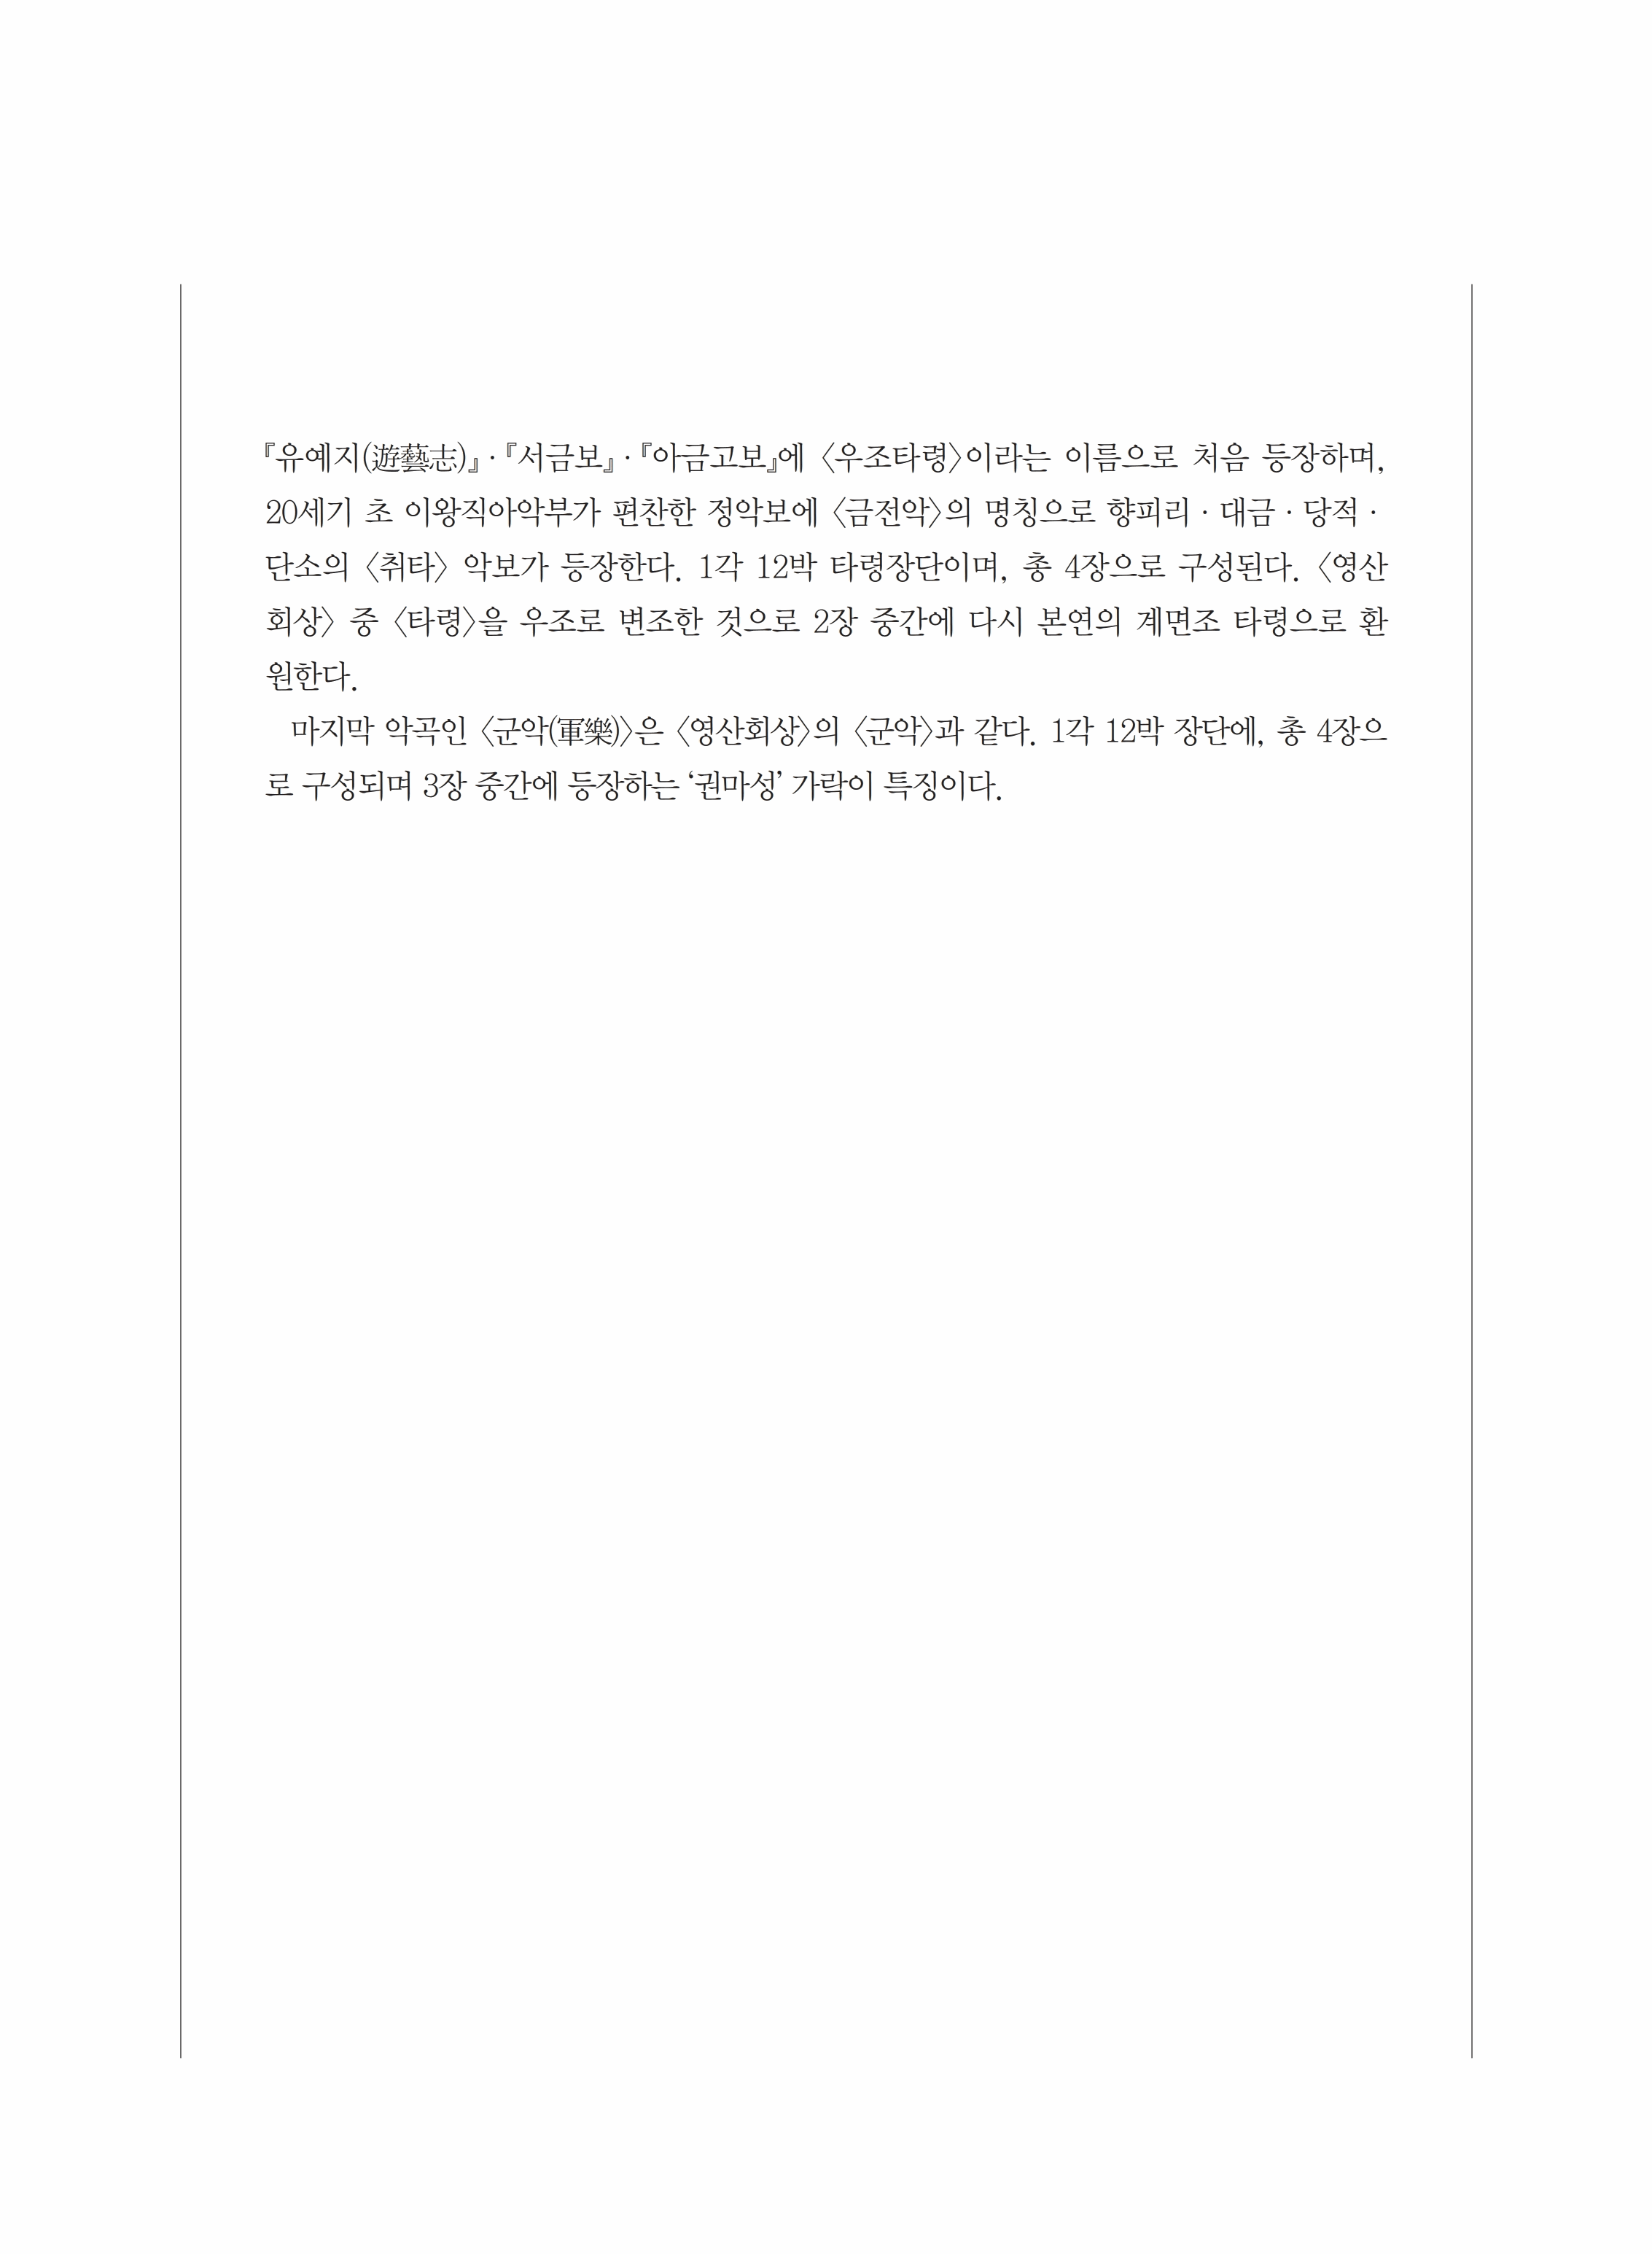 『유예지(遊藝志)』·『서금보』·『아금고보』에 〈우조타령〉이라는 이름으로 처음 등장하며,
20세기 초 이왕직아악부가 편찬한 정악보에 〈금전악〉의 명칭으로 향피리 · 대금 · 당적 ·
단소의 〈취타〉 악보가 등장한다. 1각 12박 타령장단이며, 총 4장으로 구성된다. 〈영산
회상〉 중 〈타령〉을 우조로 변조한 것으로 2장 중간에 다시 본연의 계면조 타령으로 환
원한다.
마지막 악곡인 〈군악(軍樂)〉은 〈영산회상〉의 〈군악〉과 같다. 1각 12박 장단에, 총 4장으
로 구성되며 3장 중간에 등장하는 ‘권마성’ 가락이 특징이다.